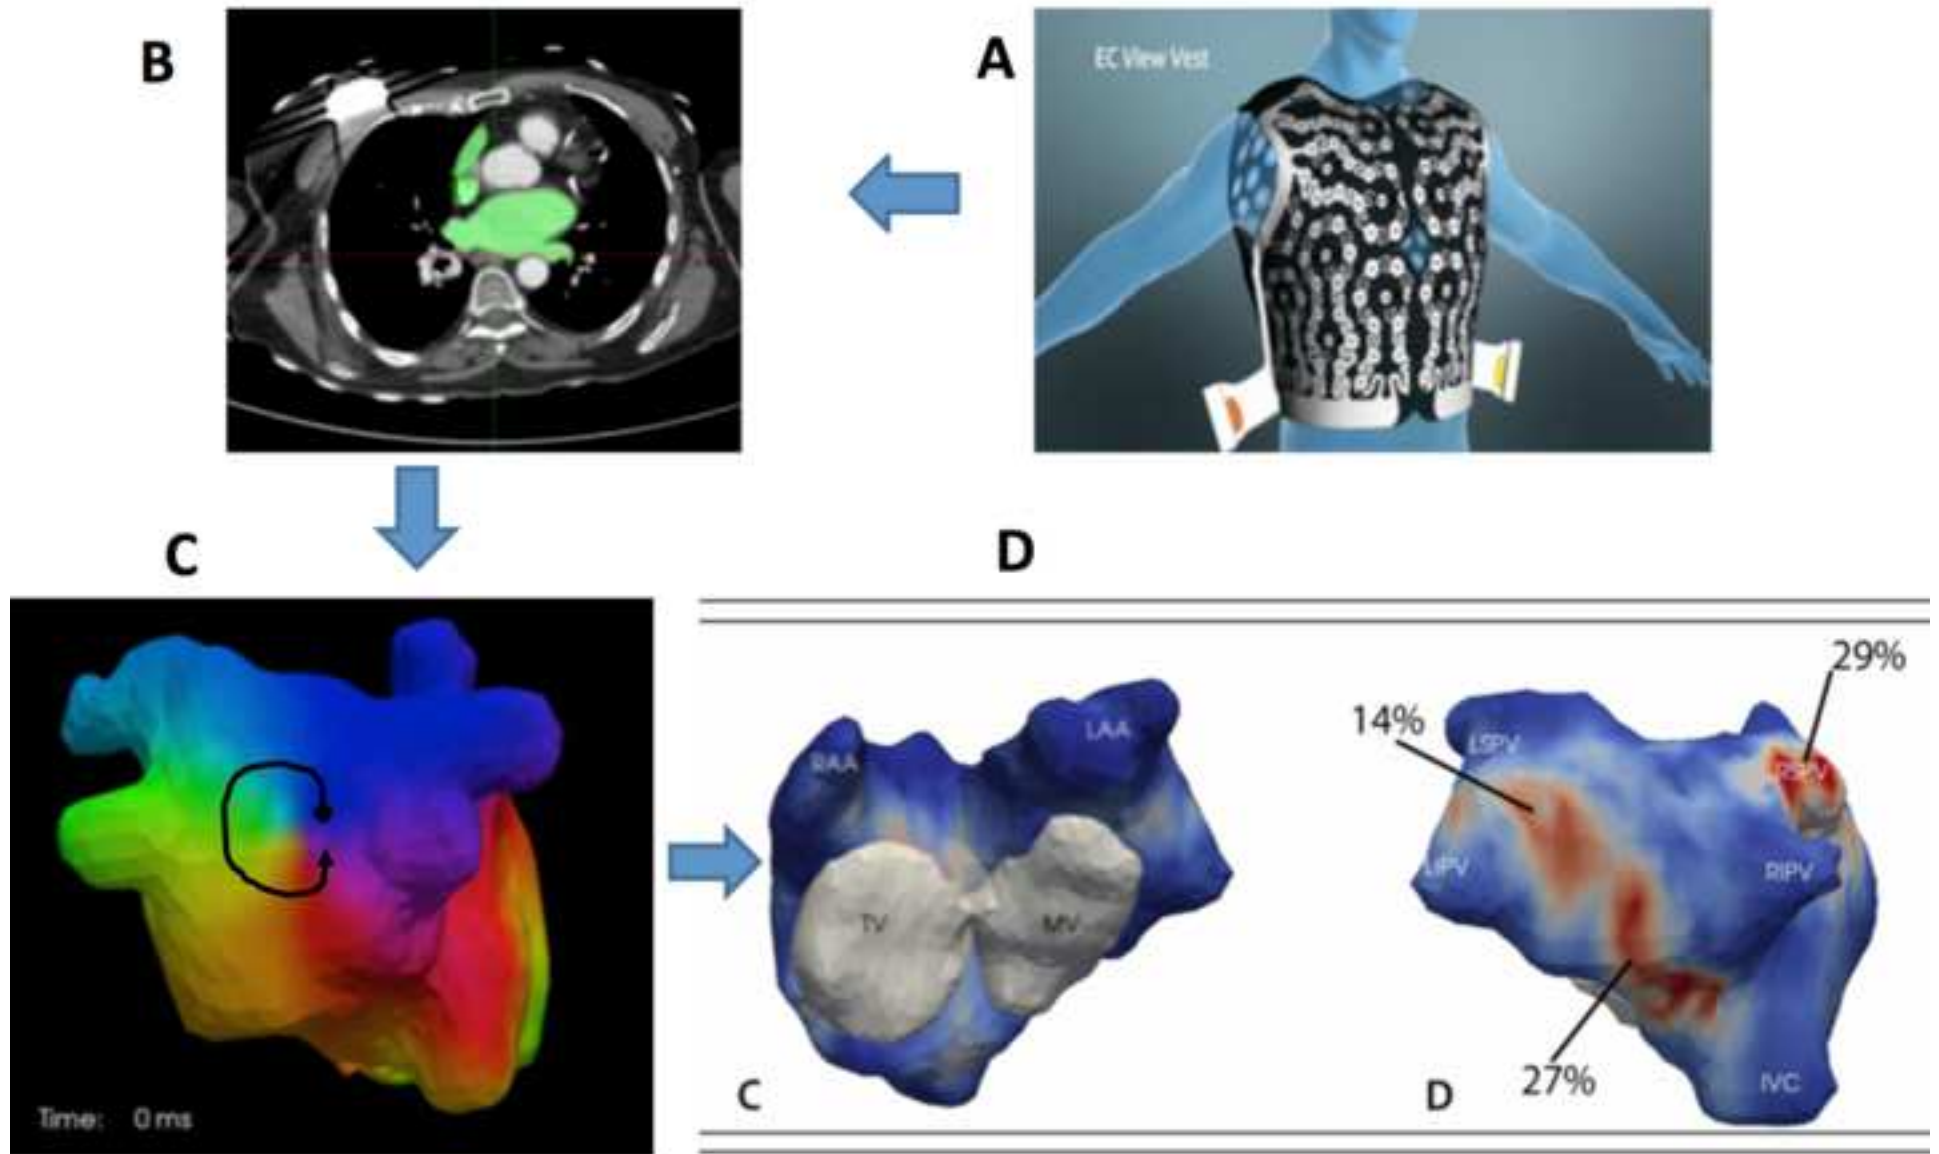 B
A
EC View Vest
C
D
29%
14%
LAA
RAA
LSPV
LIPV
RIPV
TV
MV
27%
IVC
C
D
Time: 0 ms